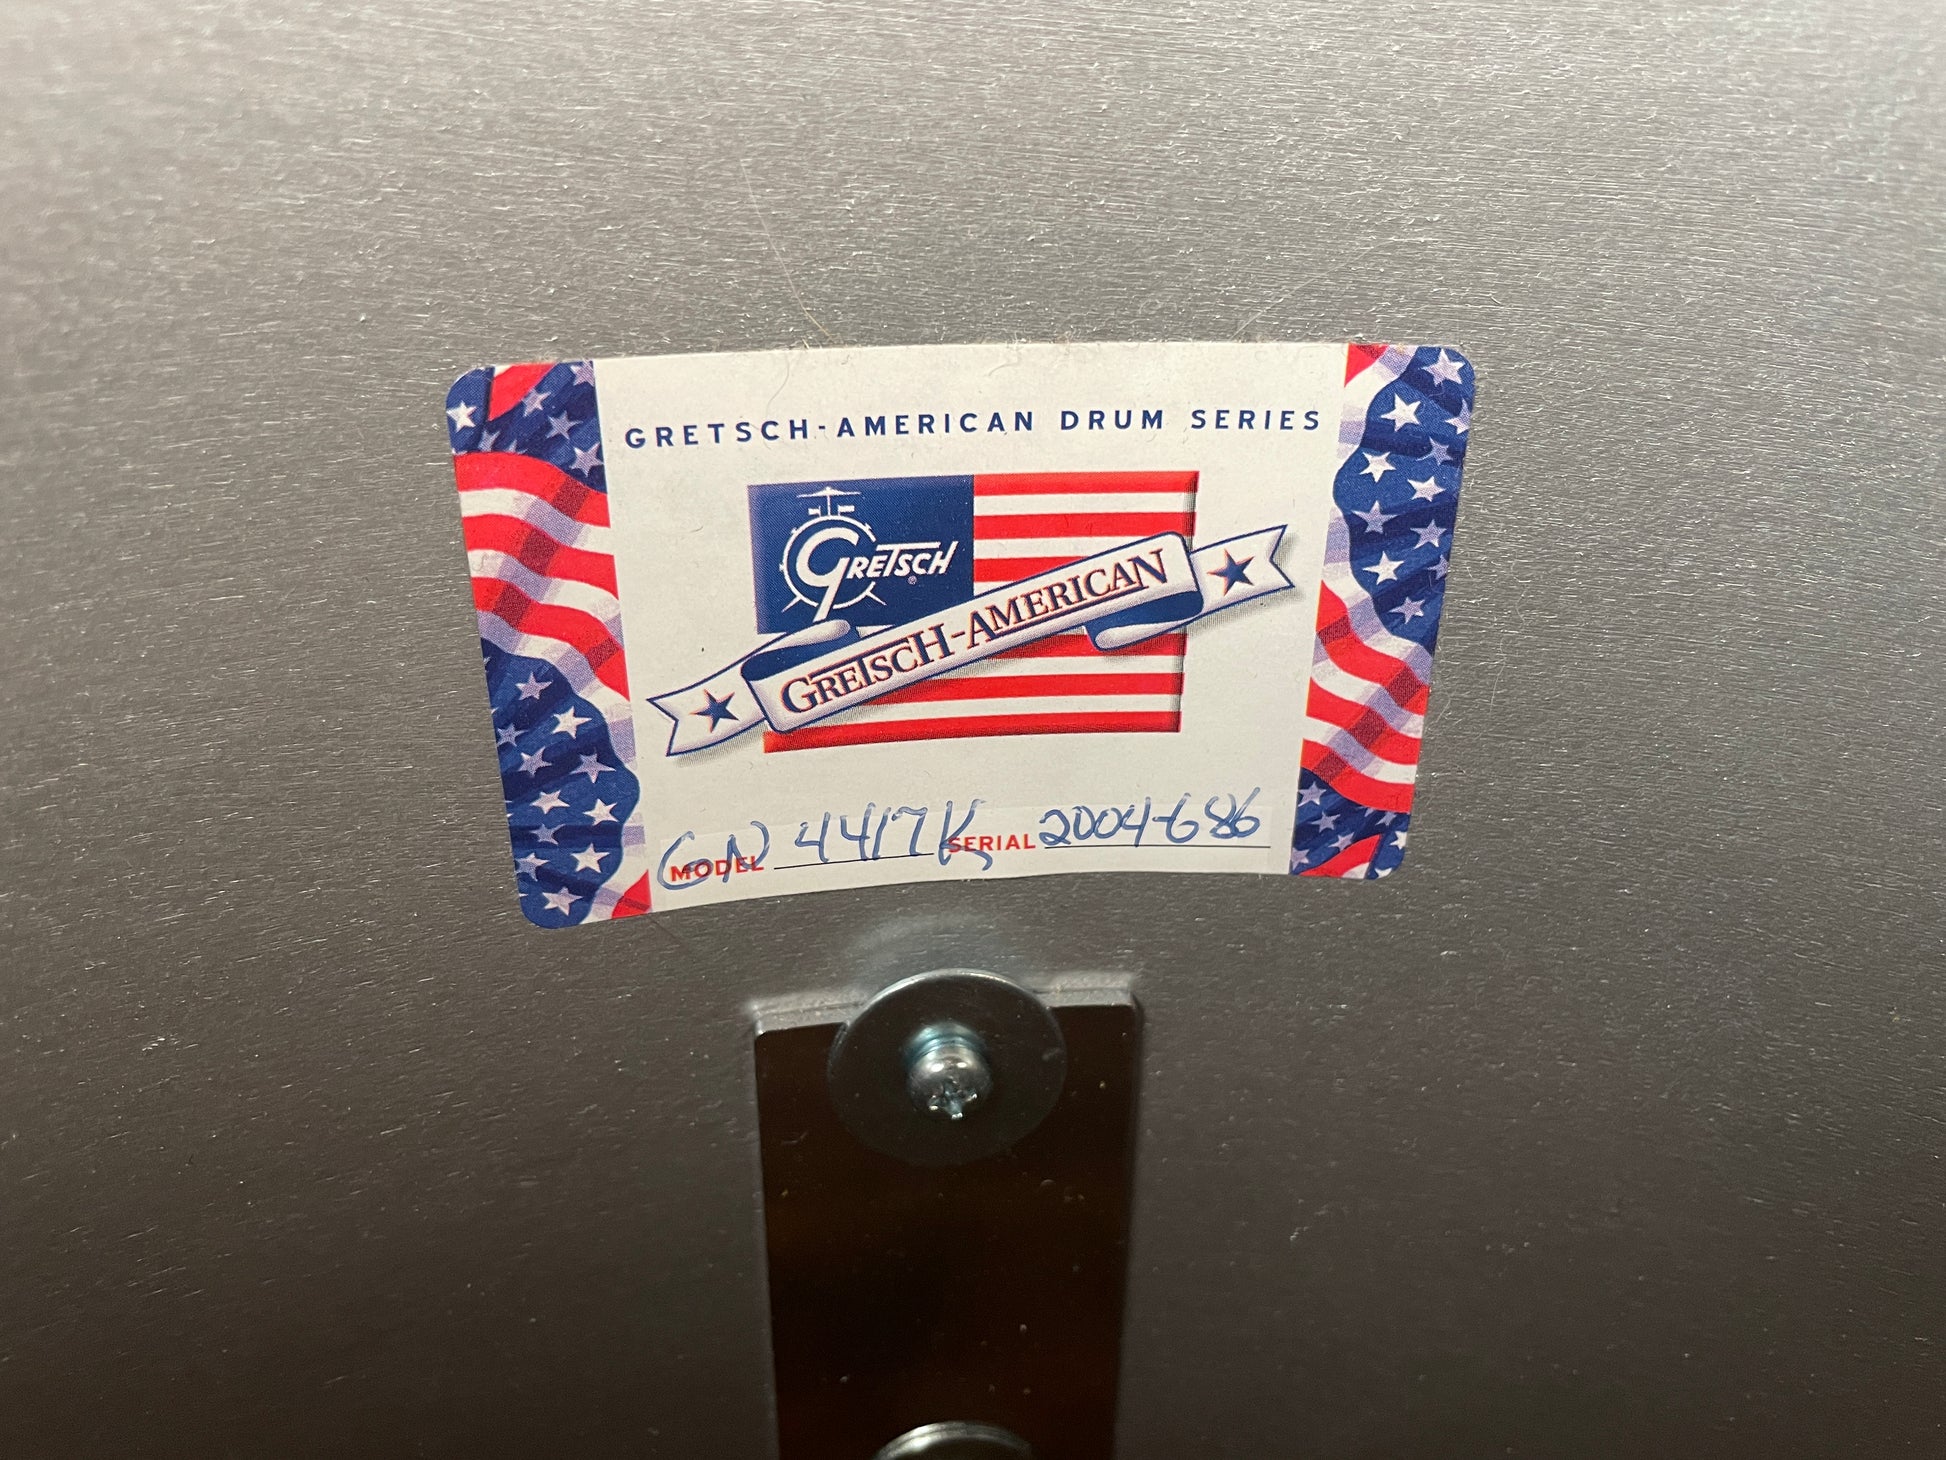 GRETSCH-AMERICAN DRUM SERIES
GRETSCH®
GRETSCH-AMERICAN
MODEL GN 4417K SERIAL 2004-686